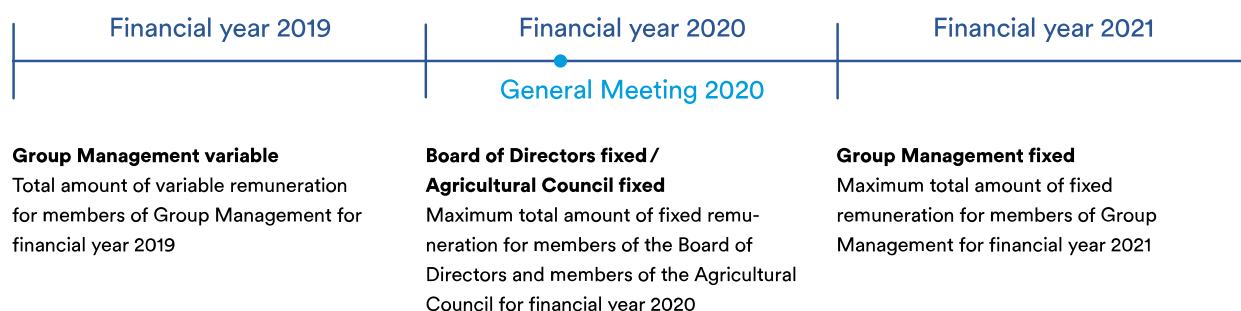 Financial year 2019
Financial year 2020
Financial year 2021
General Meeting 2020
Group Management variable
Total amount of variable remuneration
for members of Group Management for
financial year 2019
Board of Directors fixed /
Agricultural Council fixed
Maximum total amount of fixed remu-
neration for members of the Board of
Directors and members of the Agricultural
Council for financial year 2020
Group Management fixed
Maximum total amount of fixed
remuneration for members of Group
Management for financial year 2021